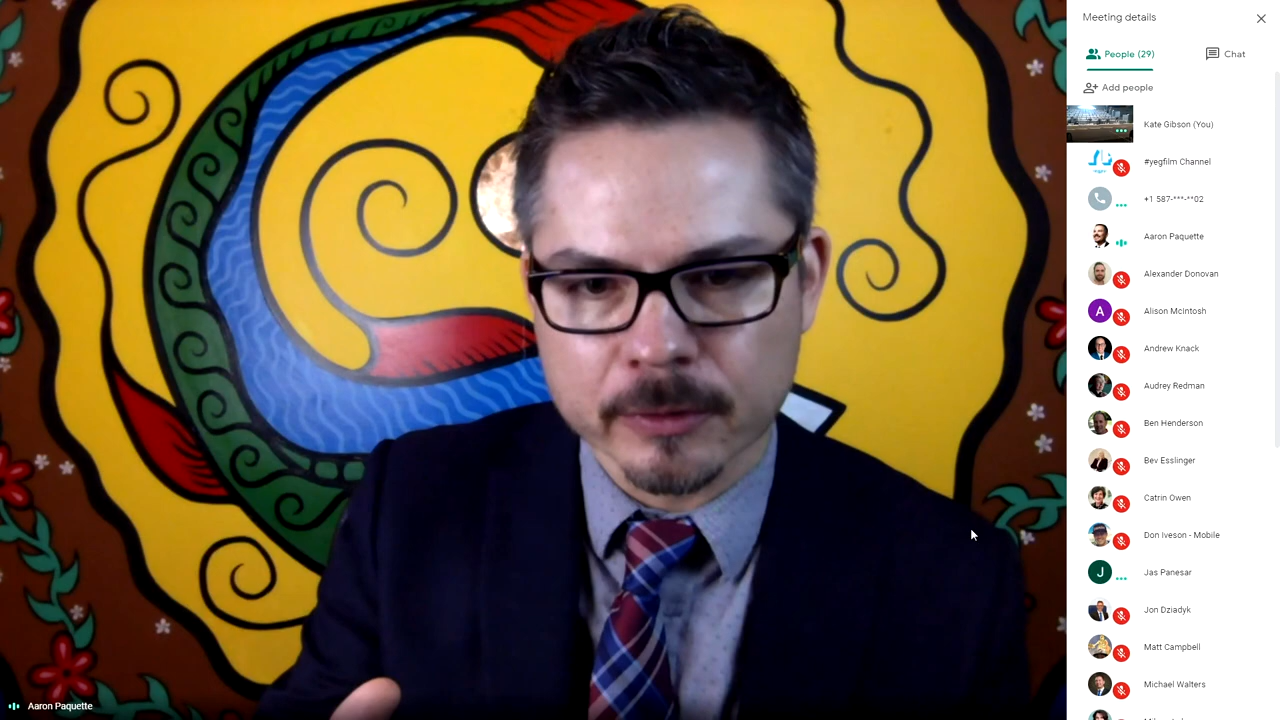 Meeting details
People (29)
Chat
Add people
Kate Gibson (You)
#yegfilm Channel
+1 587-***-**02
Aaron Paquette
Alexander Donovan
A
Alison McIntosh
Andrew Knack
Audrey Redman
Ben Henderson
Bev Esslinger
Catrin Owen
Don Iveson - Mobile
J
Jas Panesar
Jon Dziadyk
Matt Campbell
Michael Walters
Aaron Paquette